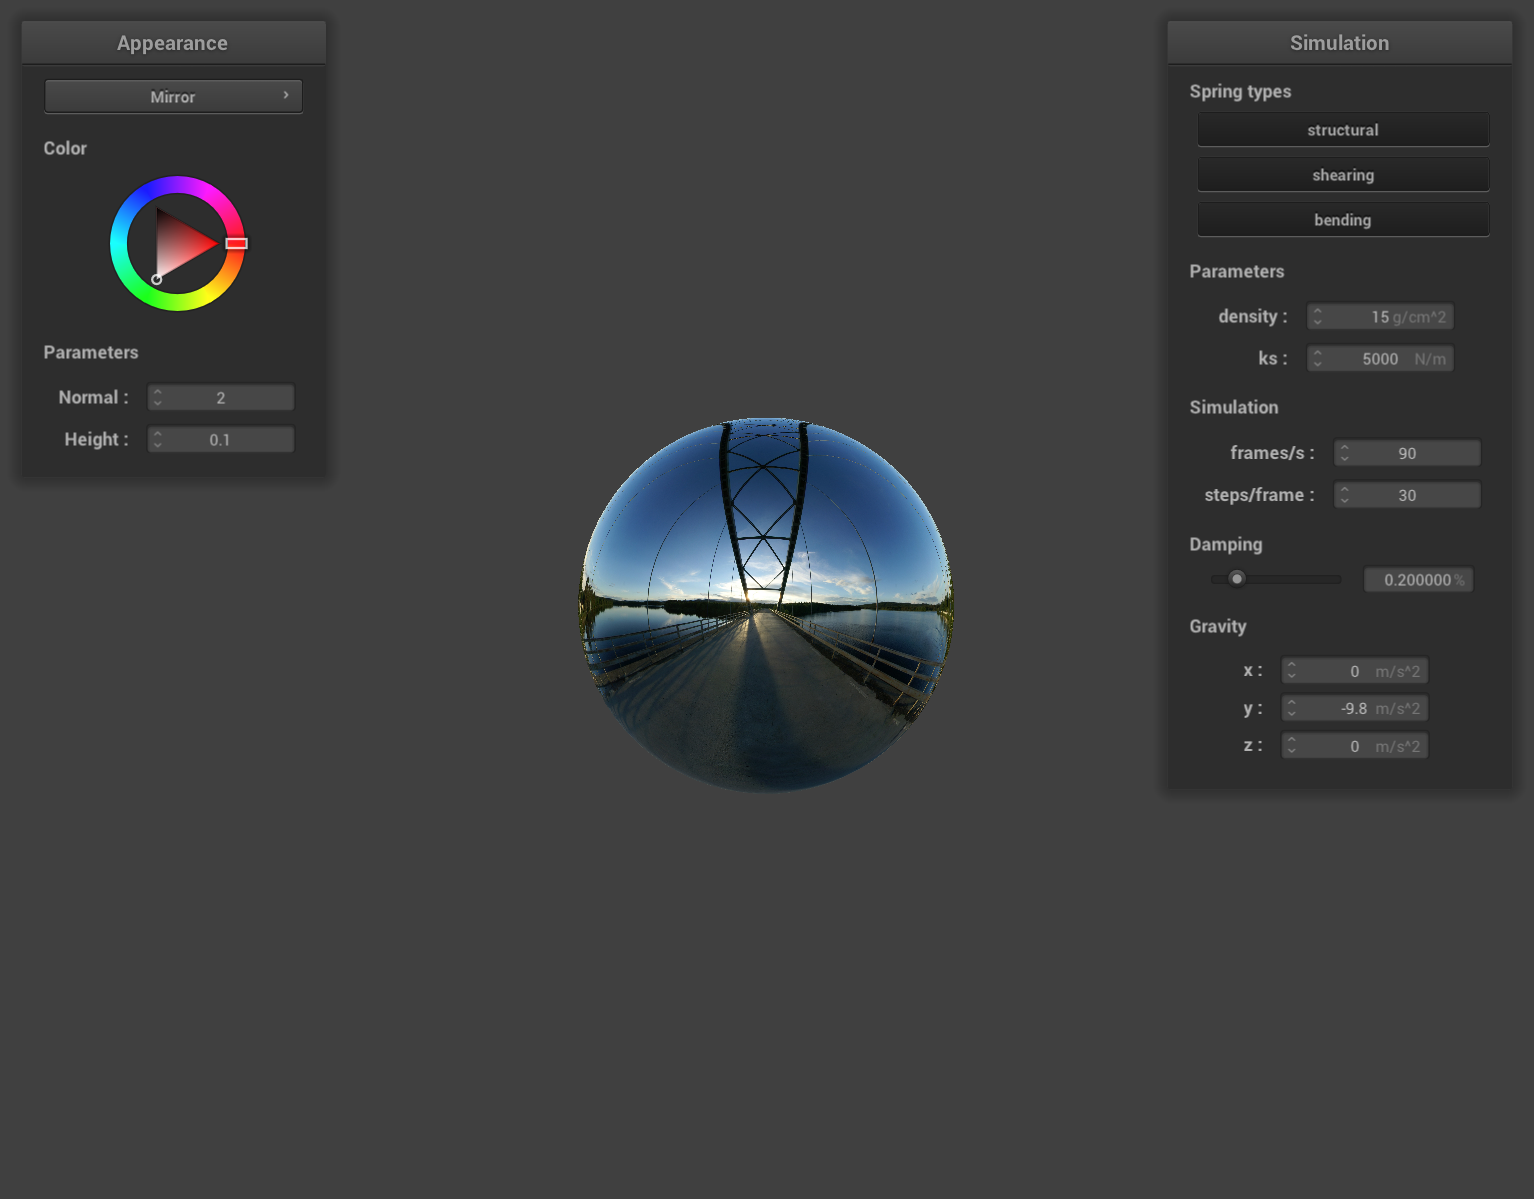 Appearance
Mirror
Color
Parameters
Normal : 2
Height : 0.1
Simulation
Spring types
structural
shearing
bending
Parameters
density : 15 g/cm^2
ks : 5000 N/m
Simulation
frames/s : 90
steps/frame : 30
Damping
0.200000 %
Gravity
x : 0 m/s^2
y : -9.8 m/s^2
z : 0 m/s^2